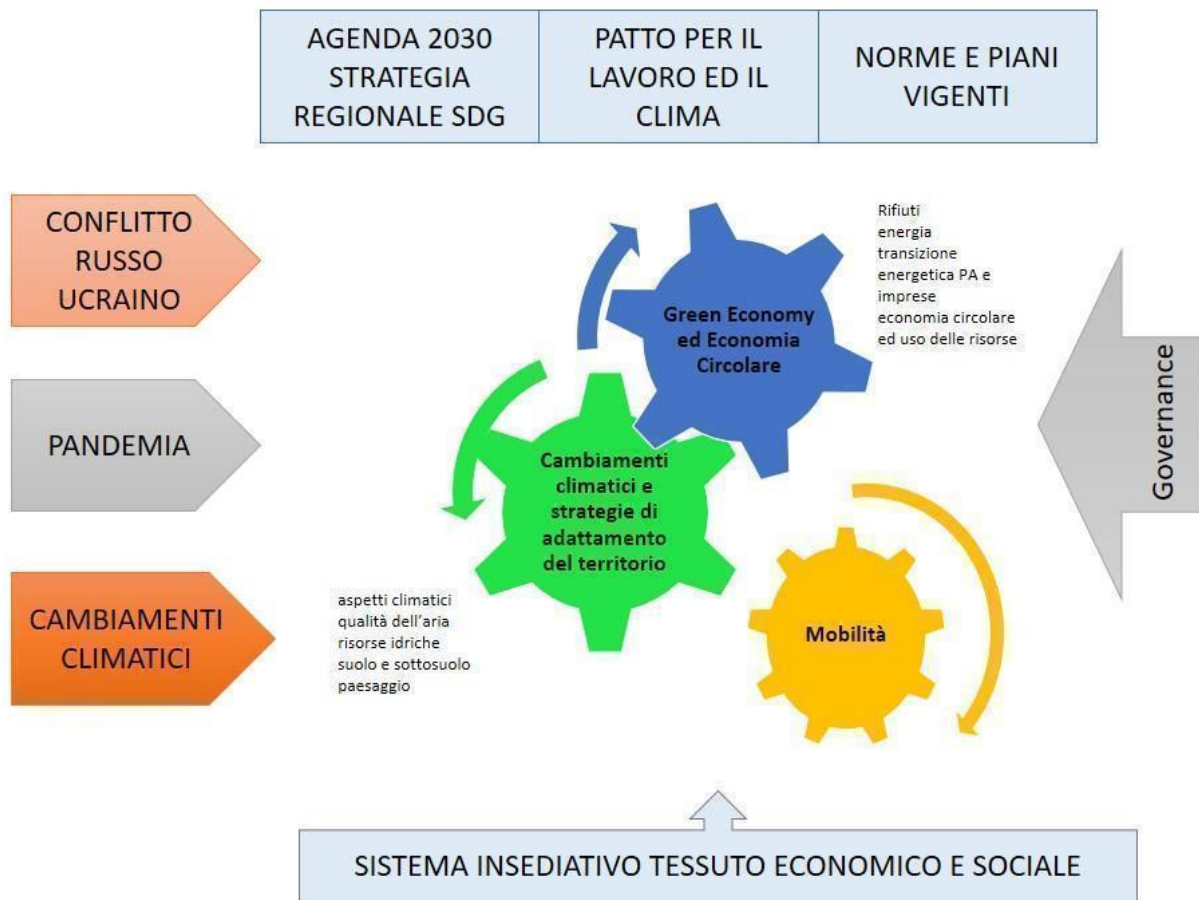 AGENDA 2030
STRATEGIA
REGIONALE SDG
PATTO PER IL
LAVORO ED IL
CLIMA
NORME E PIANI
VIGENTI
CONFLITTO
RUSSO
UCRAINO
PANDEMIA
CAMBIAMENTI
CLIMATICI
Green Economy
ed Economia
Circolare
Rifiuti
energia
transizione
energetica PA e
imprese
economia circolare
ed uso delle risorse
Cambiamenti
climatici e
strategie di
adattamento
del territorio
aspetti climatici
qualità dell'aria
risorse idriche
suolo e sottosuolo
paesaggio
Mobilità
Governance
SISTEMA INSEDIATIVO TESSUTO ECONOMICO E SOCIALE